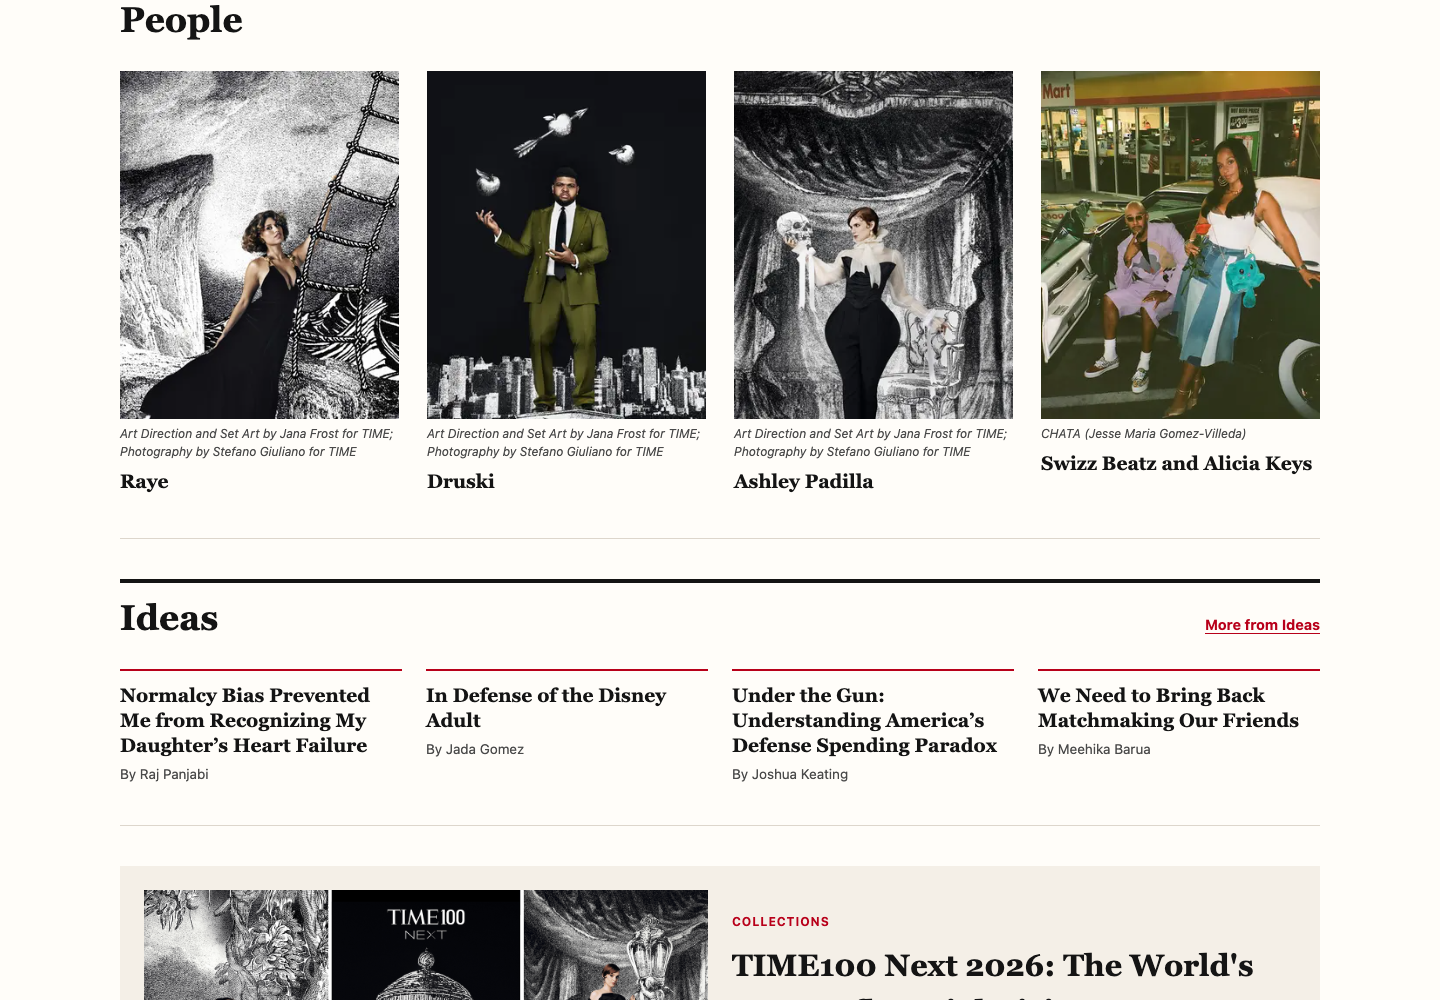 People
Mart
Art Direction and Set Art by Jana Frost for TIME;
Photography by Stefano Giuliano for TIME
Raye
Art Direction and Set Art by Jana Frost for TIME;
Photography by Stefano Giuliano for TIME
Druski
Art Direction and Set Art by Jana Frost for TIME;
Photography by Stefano Giuliano for TIME
Ashley Padilla
CHATA (Jesse Maria Gomez-Villeda)
Swizz Beatz and Alicia Keys
Ideas
More from Ideas
Normalcy Bias Prevented
Me from Recognizing My
Daughter’s Heart Failure
By Raj Panjabi
In Defense of the Disney
Adult
By Jada Gomez
Under the Gun:
Understanding America’s
Defense Spending Paradox
By Joshua Keating
We Need to Bring Back
Matchmaking Our Friends
By Meehika Barua
TIME100
NEXT
COLLECTIONS
TIME100 Next 2026: The World's